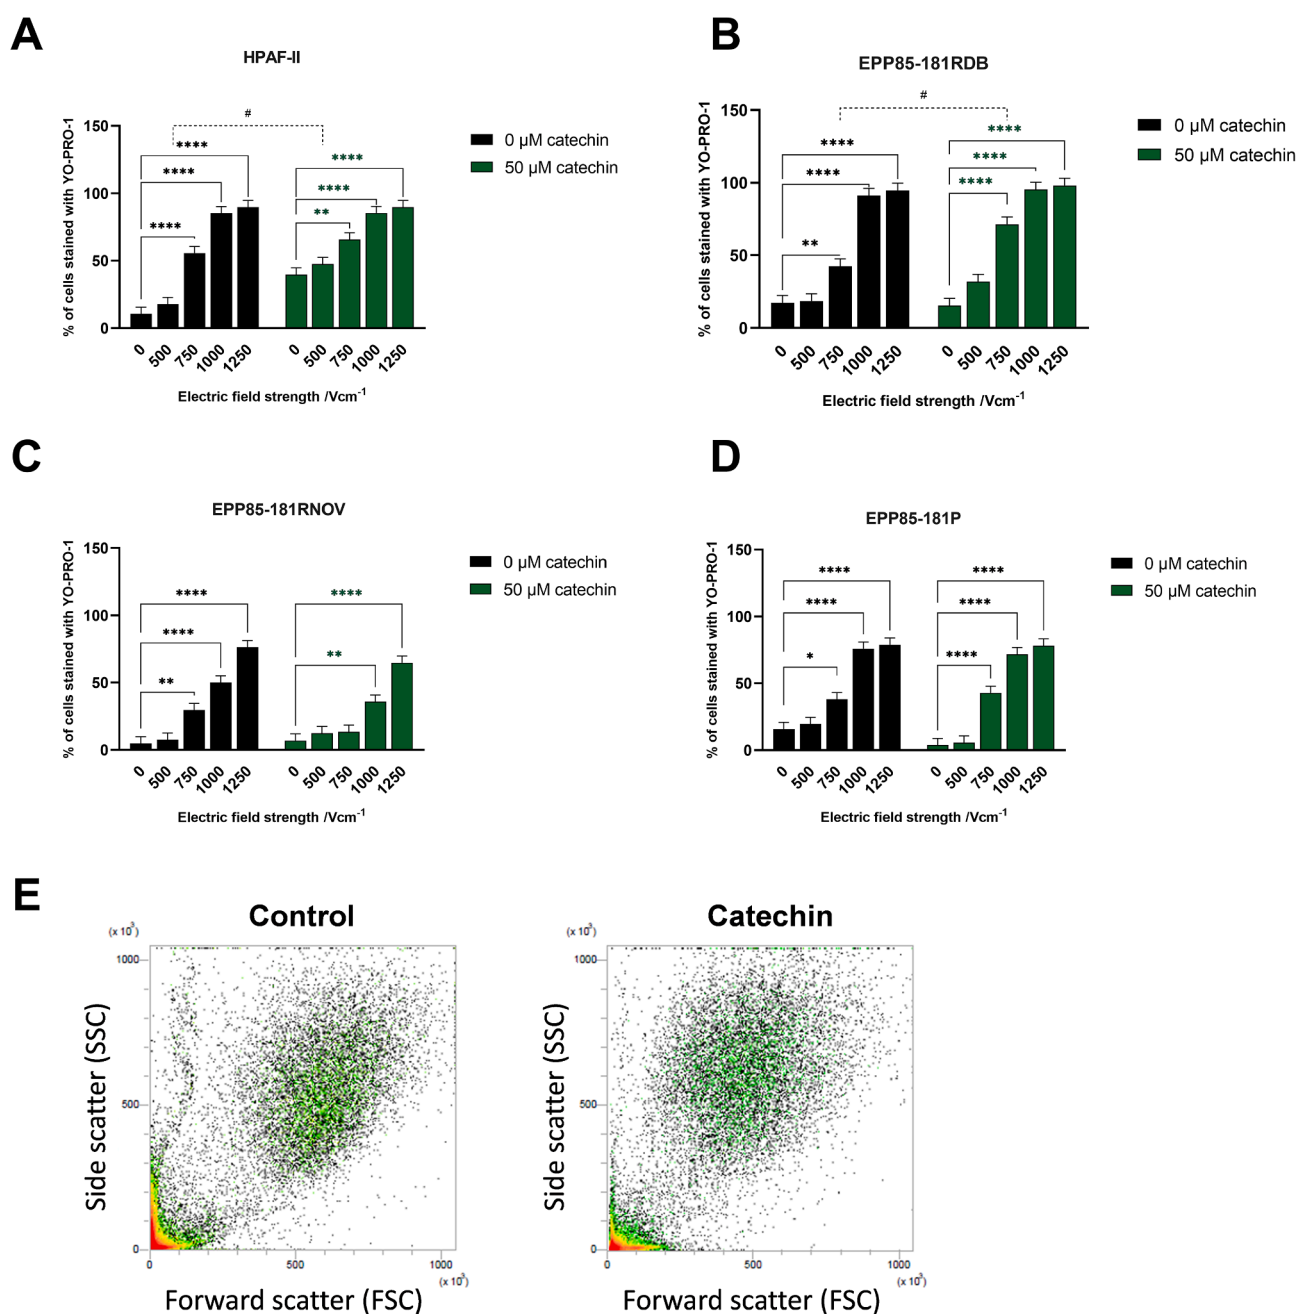 A
HPAF-II
% of cells stained with YO-PRO-1
150
100
50
0
#
****
****
****
****
****
**
0 500 750 1000 1250 0 500 750 1000 1250
Electric field strength /Vcm-1
0 µM catechin
50 µM catechin
B
EPP85-181RDB
% of cells stained with YO-PRO-1
150
100
50
0
#
****
****
**
****
****
****
0 500 750 1000 1250 0 500 750 1000 1250
Electric field strength /Vcm-1
0 µM catechin
50 µM catechin
C
EPP85-181RNOV
% of cells stained with YO-PRO-1
150
100
50
0
****
****
**
****
**
0 500 750 1000 1250 0 500 750 1000 1250
Electric field strength /Vcm-1
0 µM catechin
50 µM catechin
D
EPP85-181P
% of cells stained with YO-PRO-1
150
100
50
0
****
****
*
****
****
****
0 500 750 1000 1250 0 500 750 1000 1250
Electric field strength /Vcm-1
0 µM catechin
50 µM catechin
E
Control
(x 10³)
1000
500
0
Side scatter (SSC)
0 500 1000
(x 10³)
Forward scatter (FSC)
Catechin
(x 10³)
1000
500
0
Side scatter (SSC)
0 500 1000
(x 10³)
Forward scatter (FSC)